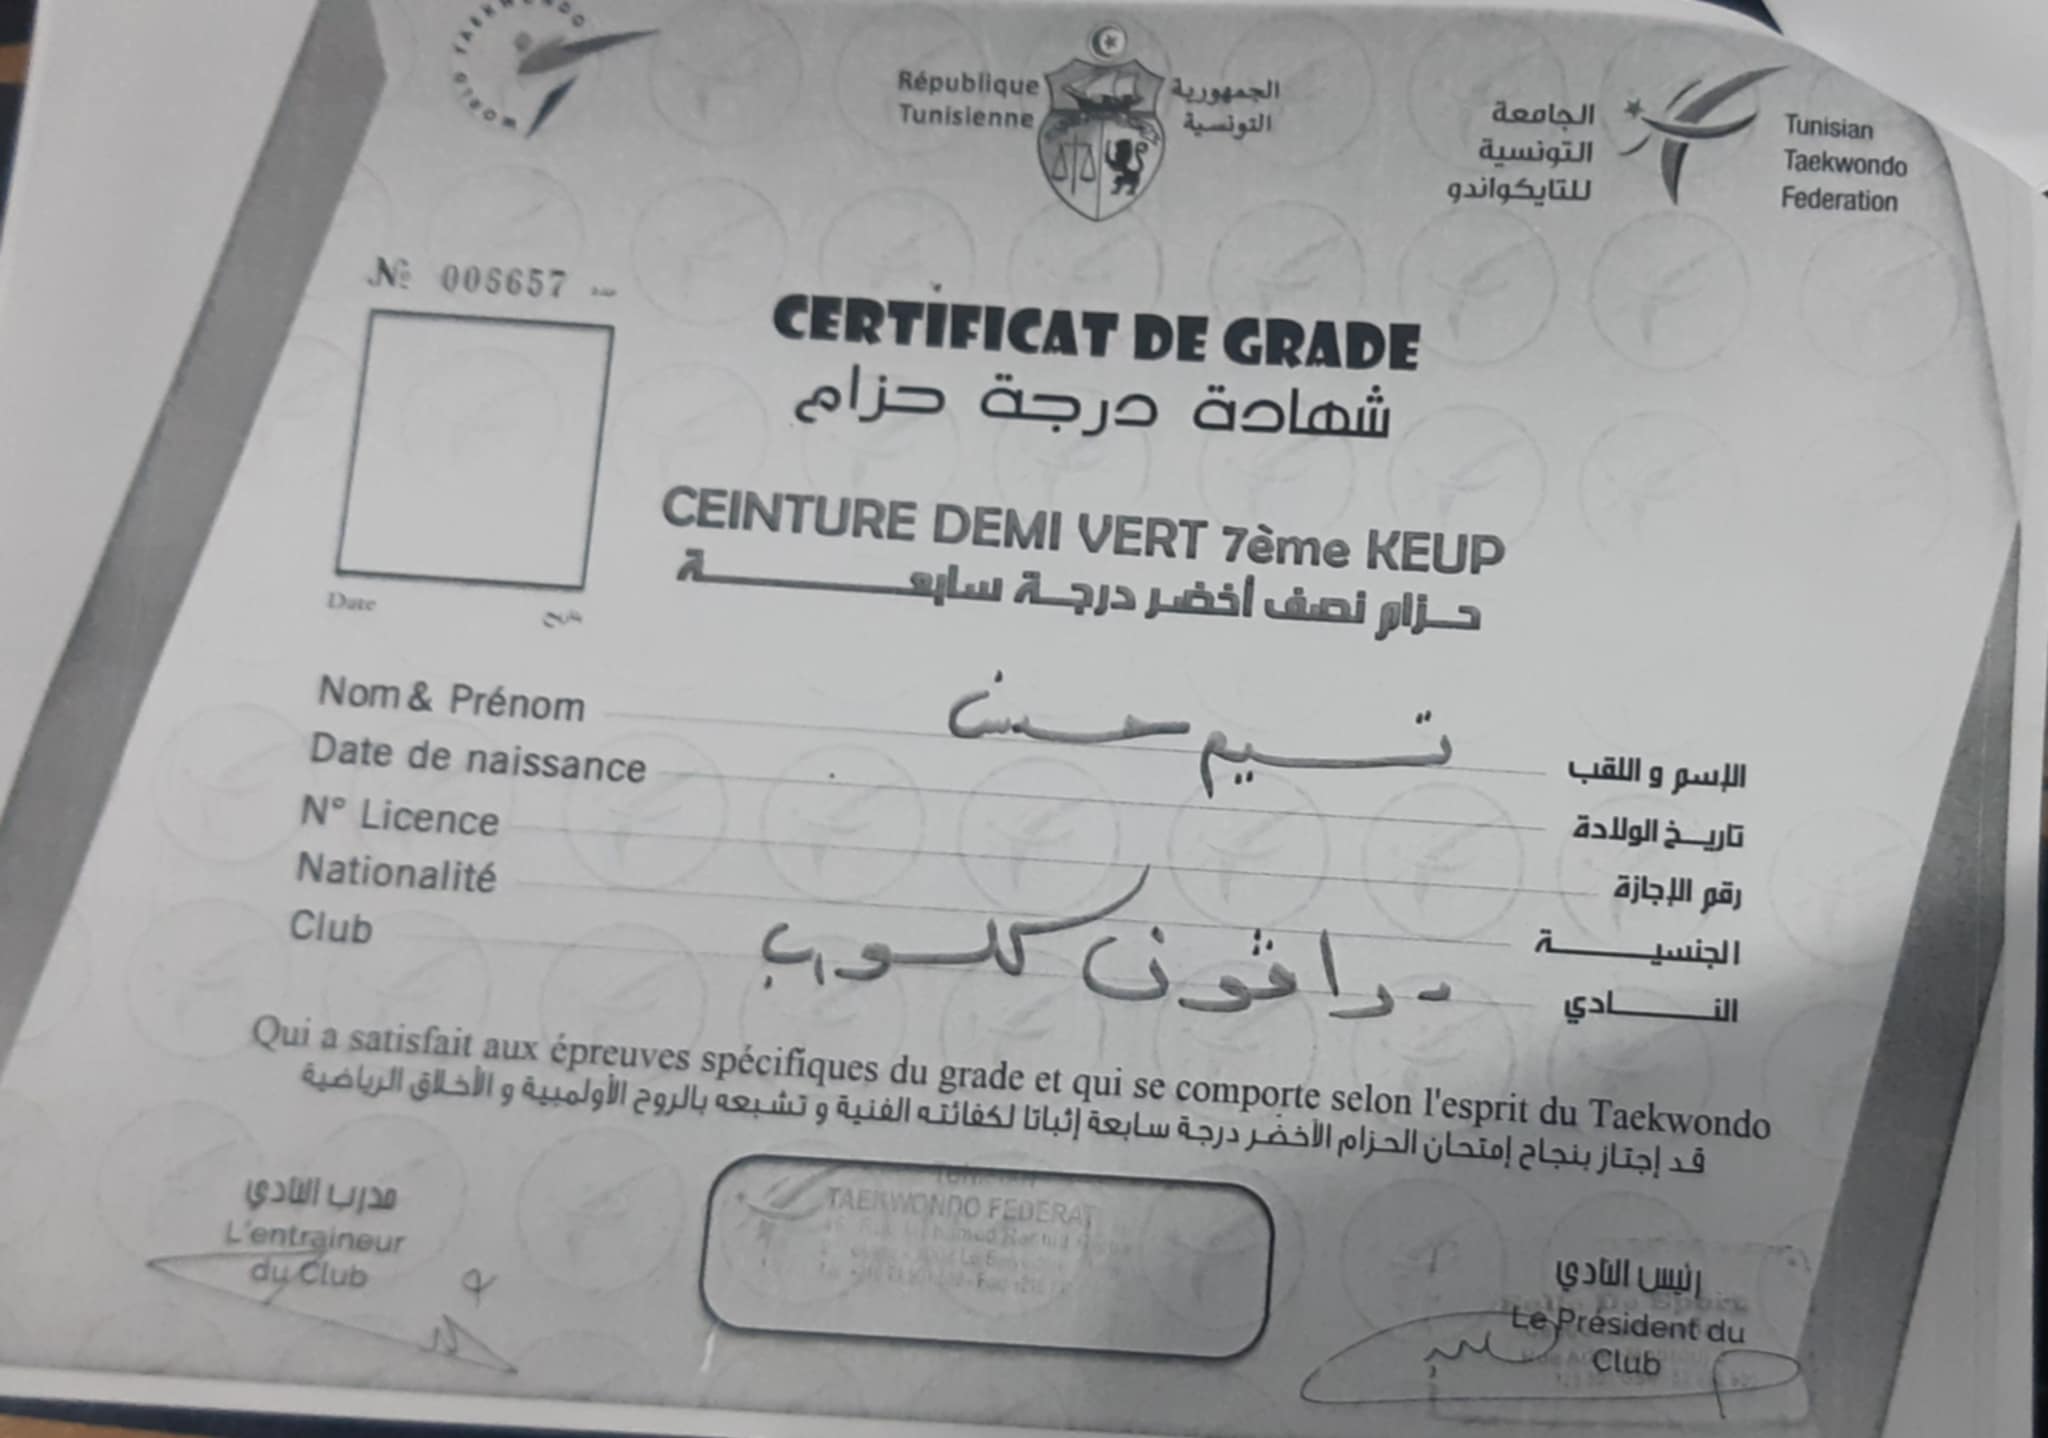 WORLD TAEKWONDO
République
Tunisienne
الجمهورية
التونسية
الجامعة
التونسية
للتايكواندو
Tunisian
Taekwondo
Federation
№ 006657
CERTIFICAT DE GRADE
شهادة درجة حزام
CEINTURE DEMI VERT 7ème KEUP
حزام نصف أخضر درجة سابعة
Date
Nom & Prénom تسيم حسن الإسم و اللقب
Date de naissance تاريخ الولادة
N° Licence رقم الإجازة
Nationalité الجنسية
Club دراقون كلوب النادي
Qui a satisfait aux épreuves spécifiques du grade et qui se comporte selon l'esprit du Taekwondo
قد إجتاز بنجاح إمتحان الحزام الأخضر درجة سابعة إثباتا لكفائته الفنية و تشبعه بالروح الأولمبية و الأخلاق الرياضية
مدرب النادي
L'entraineur
du Club
TAEKWONDO FEDERAT
رئيس النادي
Le Président du
Club